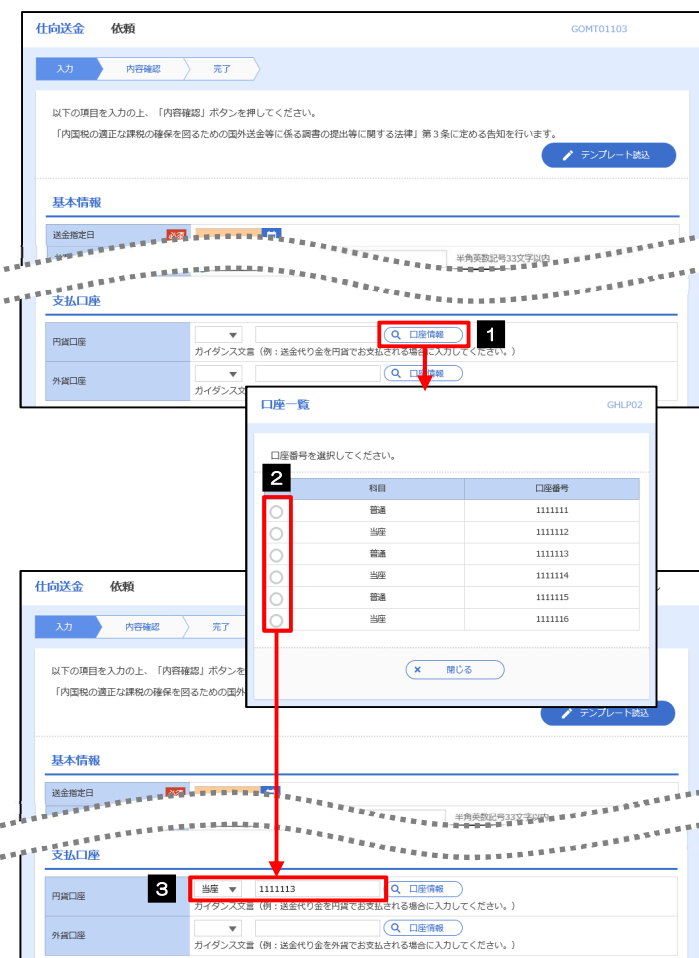 仕向送金 依頼 GOMT01103
入力 内容確認 完了
以下の項目を入力の上、「内容確認」ボタンを押してください。
「内国税の適正な課税の確保を図るための国外送金等に係る調書の提出等に関する法律」第3条に定める告知を行います。
テンプレート読込
基本情報
送金指定日 必須
半角英数記号33文字以内
支払口座
円貨口座 口座情報 1
ガイダンス文言(例:送金代り金を円貨でお支払される場合に入力してください。)
外貨口座 口座情報
ガイダンス文
口座一覧 GHLP02
口座番号を選択してください。
2
科目 口座番号
普通 1111111
当座 1111112
普通 1111113
当座 1111114
普通 1111115
当座 1111116
× 閉じる
仕向送金 依頼
入力 内容確認 完了
以下の項目を入力の上、「内容確認」ボタンを
「内国税の適正な課税の確保を図るための国外
テンプレート読込
基本情報
送金指定日 必須
半角英数記号33文字以内
支払口座
円貨口座 3 当座 1111113 口座情報
ガイダンス文言(例:送金代り金を円貨でお支払される場合に入力してください。)
外貨口座 口座情報
ガイダンス文言(例:送金代り金を外貨でお支払される場合に入力してください。)